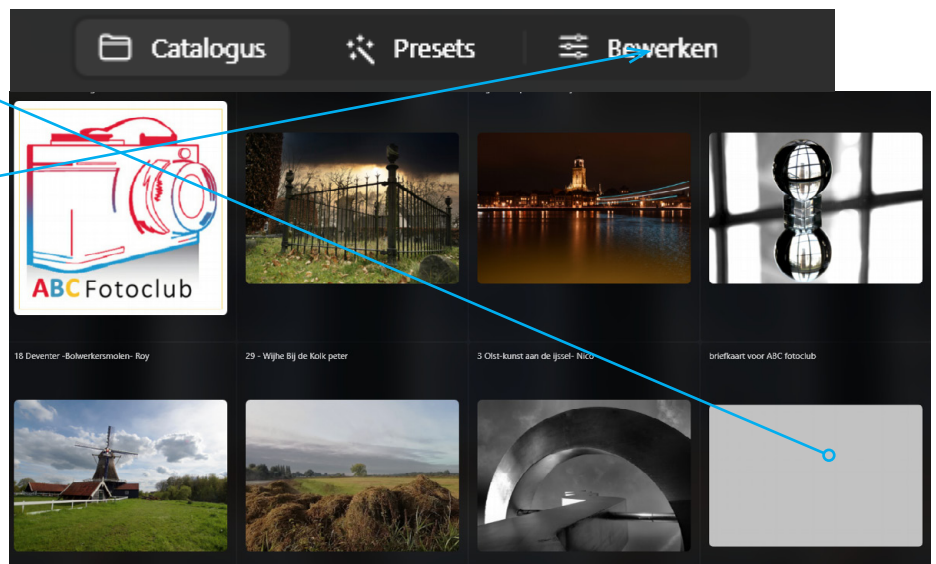 Catalogus Presets Bewerken
ABC Fotoclub
18 Deventer -Bolwerkersmolen- Roy
29 - Wijhe Bij de Kolk peter
3 Olst-kunst aan de ijssel- Nico
briefkaart voor ABC fotoclub